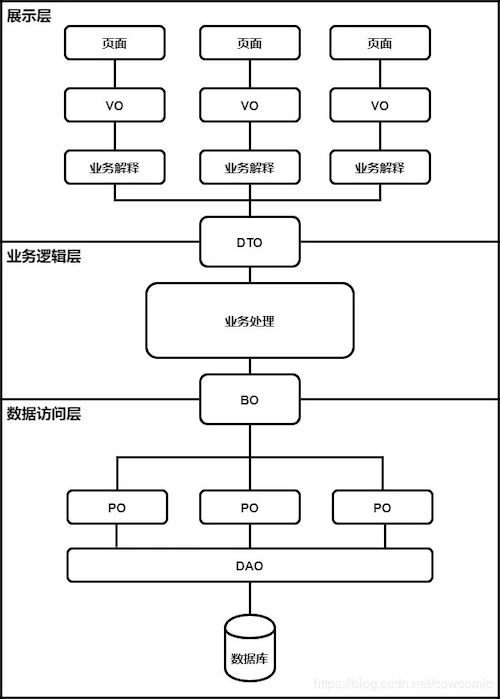 展示层
页面 页面 页面
VO VO VO
业务解释 业务解释 业务解释
DTO
业务逻辑层
业务处理
BO
数据访问层
PO PO PO
DAO
数据库
https://blog.csdn.net/cowcomic